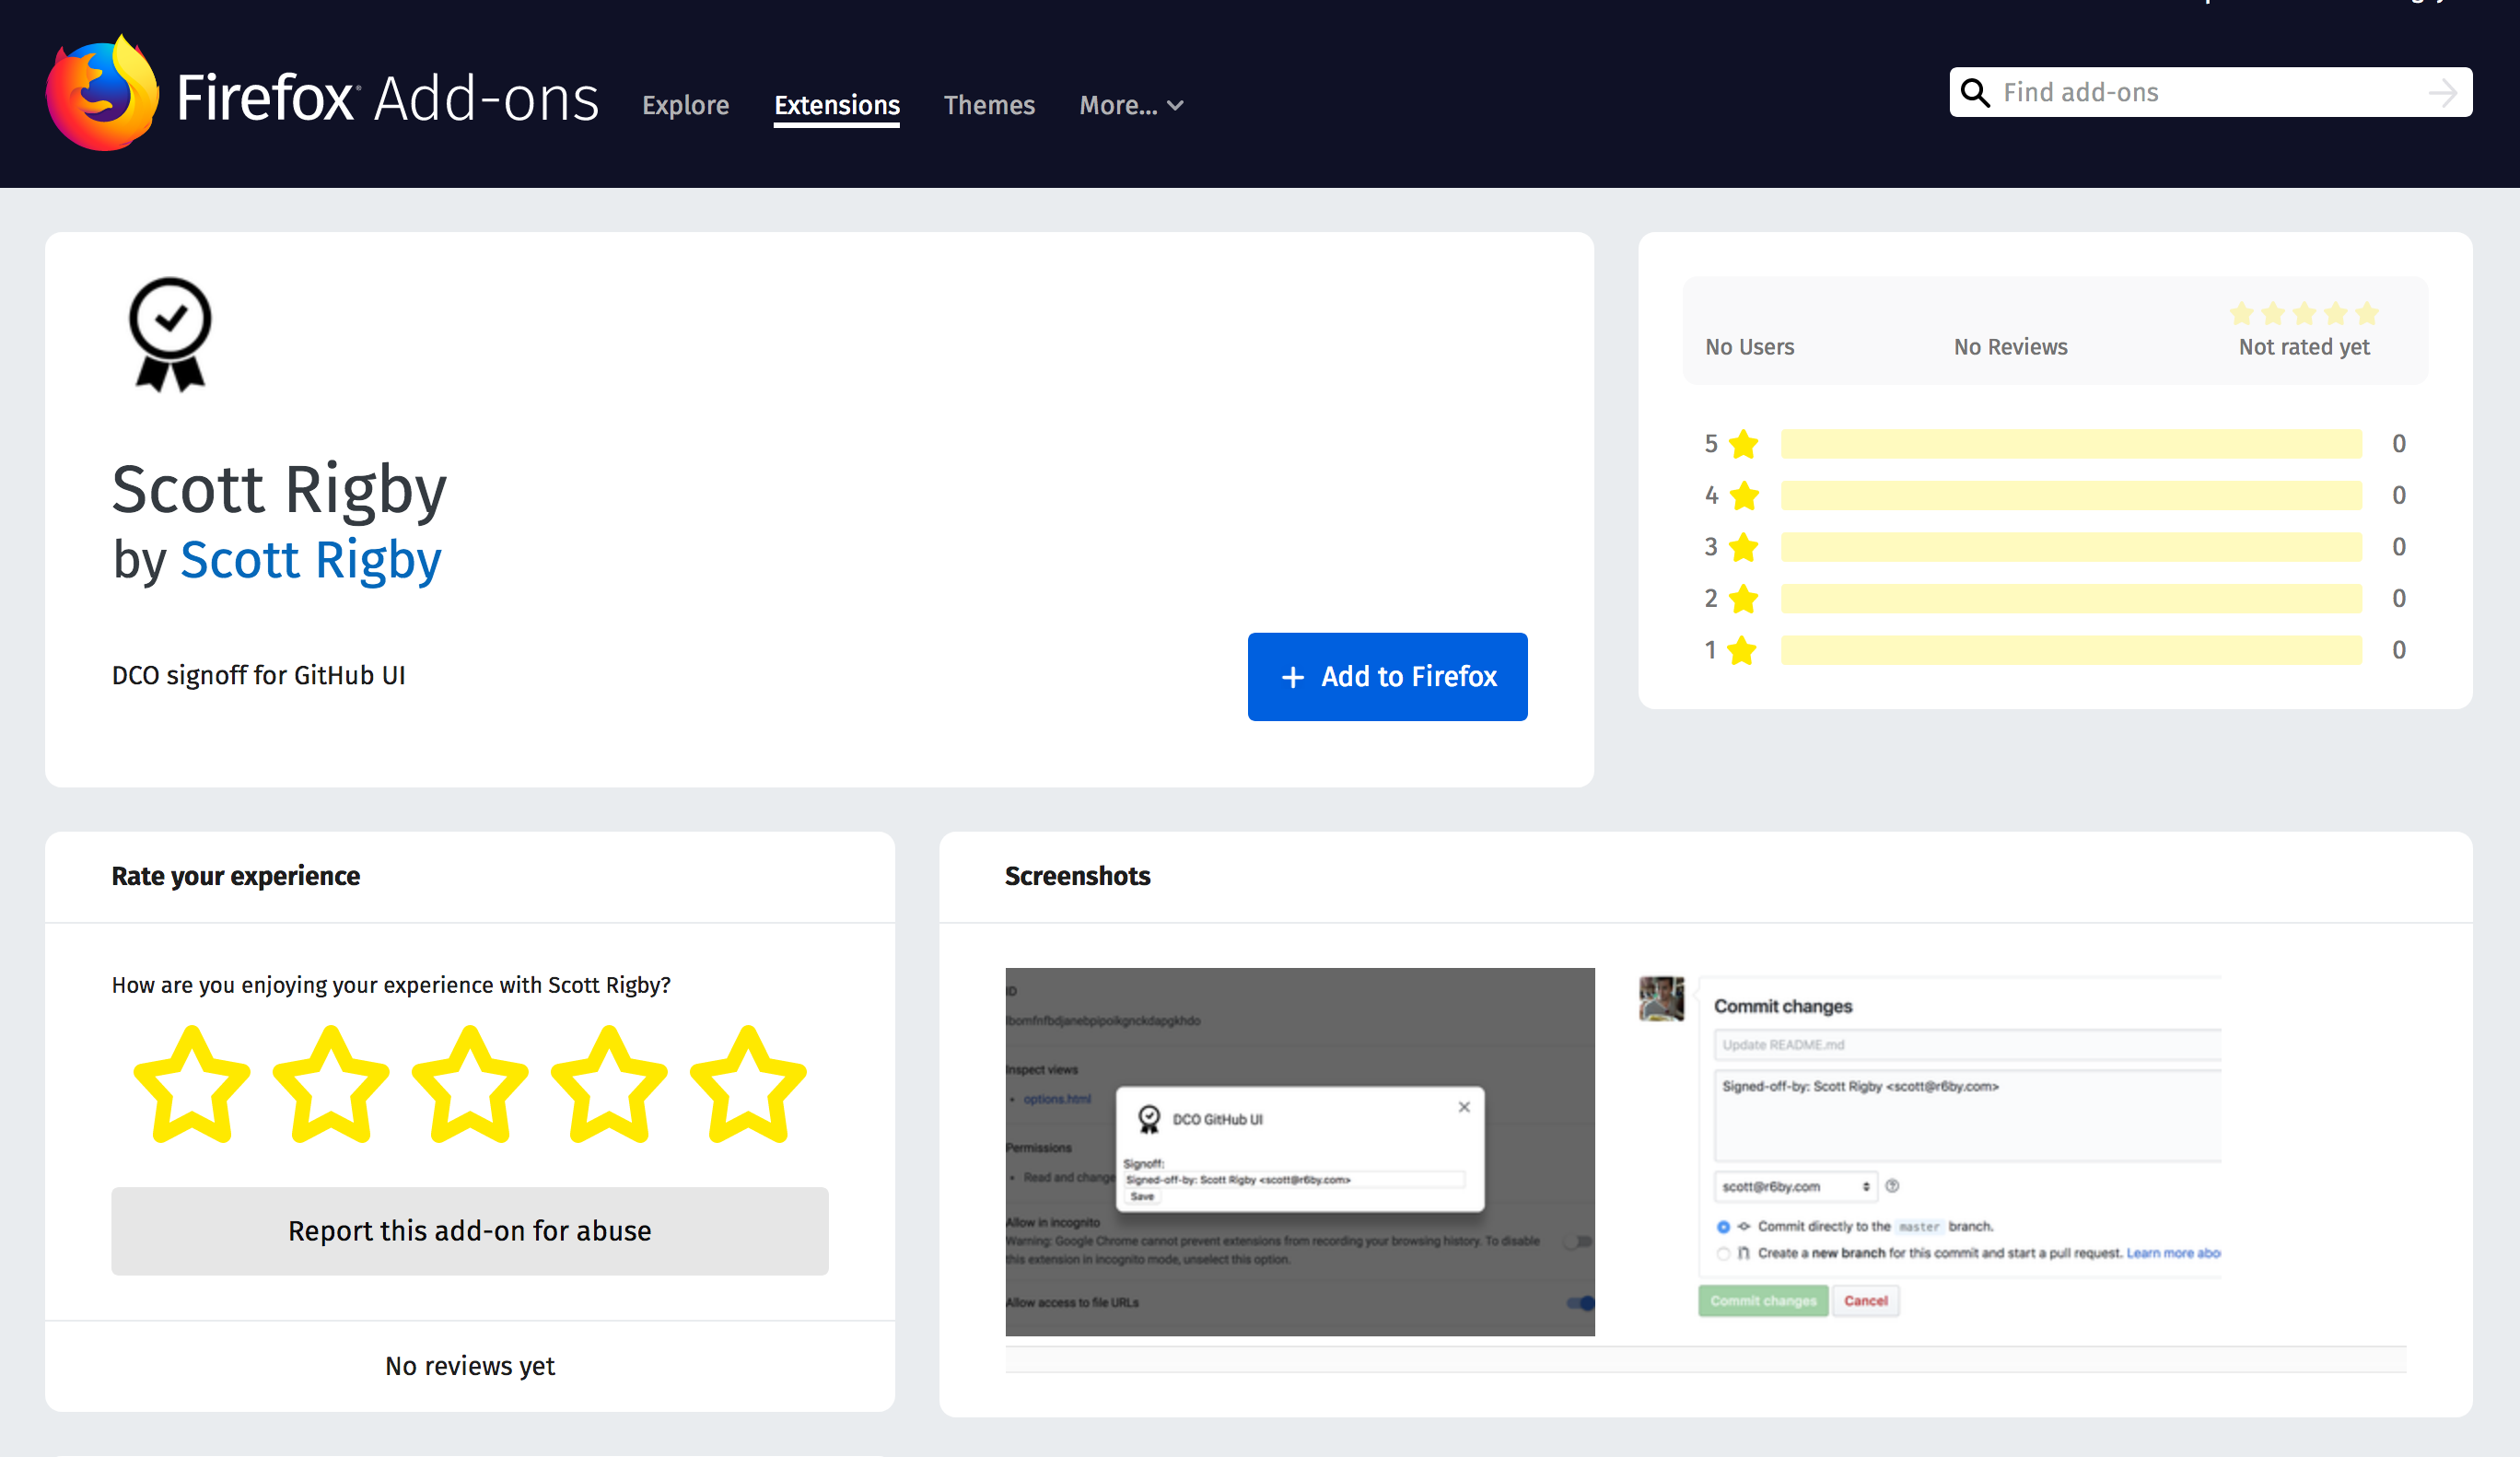 Firefox Add-ons
Explore
Extensions
Themes
More...
Find add-ons
Scott Rigby
by Scott Rigby
DCO signoff for GitHub UI
Add to Firefox
No Users
No Reviews
Not rated yet
5 0
4 0
3 0
2 0
1 0
Rate your experience
How are you enjoying your experience with Scott Rigby?
Report this add-on for abuse
No reviews yet
Screenshots
ID
Inspect views
options.html
Permissions
Read and change
DCO GitHub UI
Signoff:
Signed-off-by: Scott Rigby <scott@r6by.com>
Save
Allow in incognito
Warning: Google Chrome cannot prevent extensions from recording your browsing history. To disable
this extension in incognito mode, unselect this option.
Allow access to file URLs
Commit changes
Update README.md
Signed-off-by: Scott Rigby <scott@r6by.com>
scott@r6by.com
Commit directly to the master branch.
Create a new branch for this commit and start a pull request. Learn more abo
Commit changes
Cancel